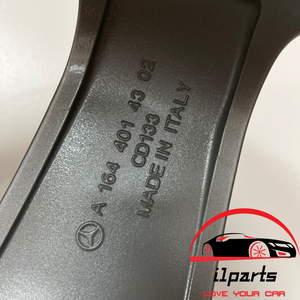 A 164 401 43 02
CD133
MADE IN ITALY
i1parts
LOVE YOUR CAR